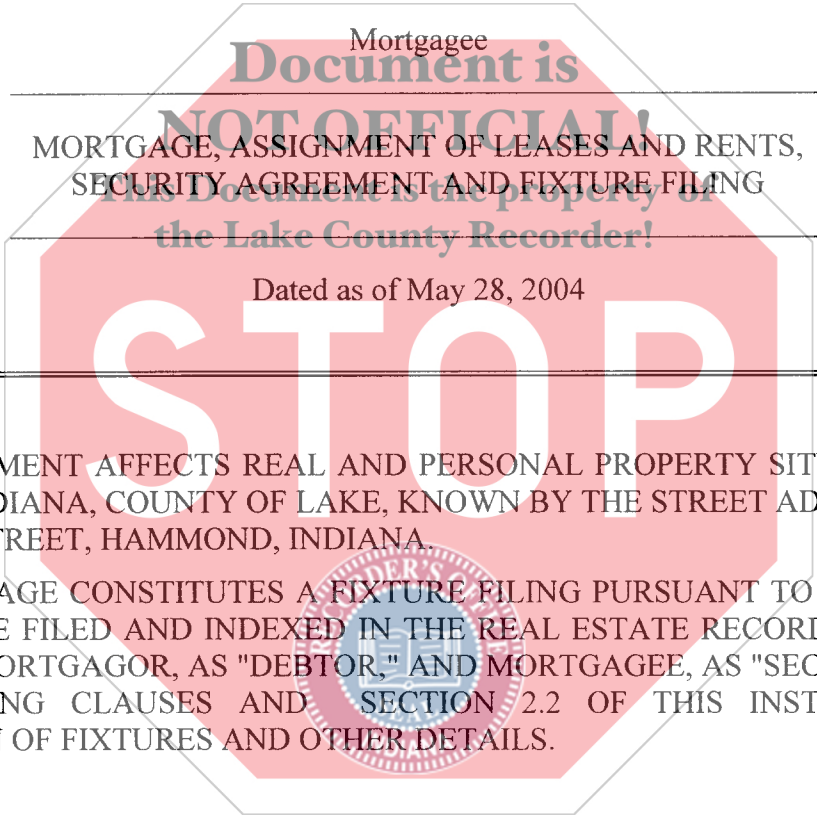 Mortgagee
Document is
NOT OFFICIAL!
MORTGAGE, ASSIGNMENT OF LEASES AND RENTS,
SECURITY AGREEMENT AND FIXTURE FILING
This Document is the property of
the Lake County Recorder!
Dated as of May 28, 2004
STOP
MENT AFFECTS REAL AND PERSONAL PROPERTY SIT
DIANA, COUNTY OF LAKE, KNOWN BY THE STREET AD
TREET, HAMMOND, INDIANA.
AGE CONSTITUTES A FIXTURE FILING PURSUANT TO
E FILED AND INDEXED IN THE REAL ESTATE RECORD
ORTGAGOR, AS "DEBTOR," AND MORTGAGEE, AS "SEC
NG CLAUSES AND SECTION 2.2 OF THIS INST
N OF FIXTURES AND OTHER DETAILS.
RECORDER'S OFFICE
SEAL
INDIANA